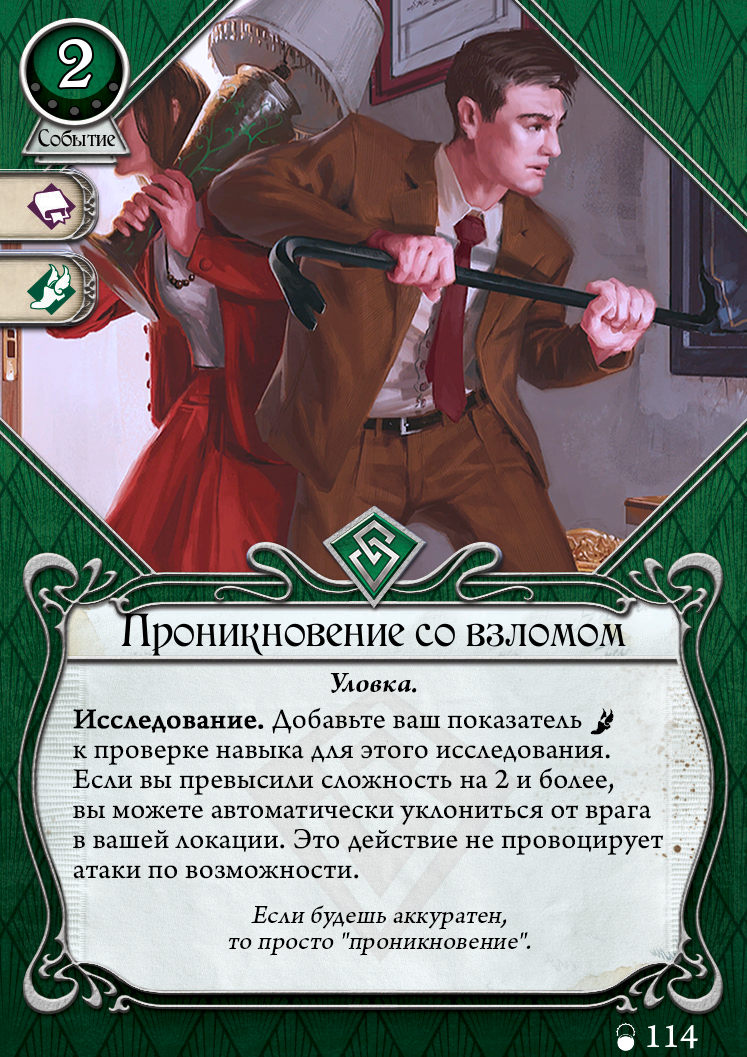 2
Событие
Проникновение со взломом
Уловка.
Исследование. Добавьте ваш показатель
к проверке навыка для этого исследования.
Если вы превысили сложность на 2 и более,
вы можете автоматически уклониться от врага
в вашей локации. Это действие не провоцирует
атаки по возможности.
Если будешь аккуратен,
то просто "проникновение".
114